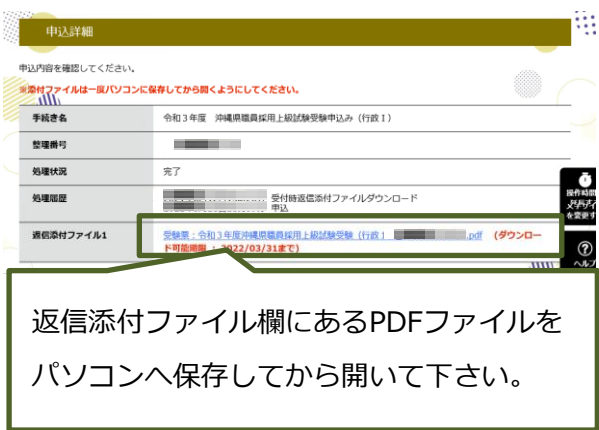 申込詳細
申込内容を確認してください。
※添付ファイルは一度パソコンに保存してから開くようにしてください。
手続き名 令和3年度 沖縄県職員採用上級試験受験申込み（行政Ⅰ）
整理番号
処理状況 完了
処理履歴 受付時返信添付ファイルダウンロード
申込
返信添付ファイル1 受験票：令和3年度沖縄県職員採用上級試験受験（行政1 .pdf （ダウンロー
ド可能期限 ：2022/03/31まで）
操作時間
を変更す
ヘルプ
返信添付ファイル欄にあるPDFファイルを
パソコンへ保存してから開いて下さい。